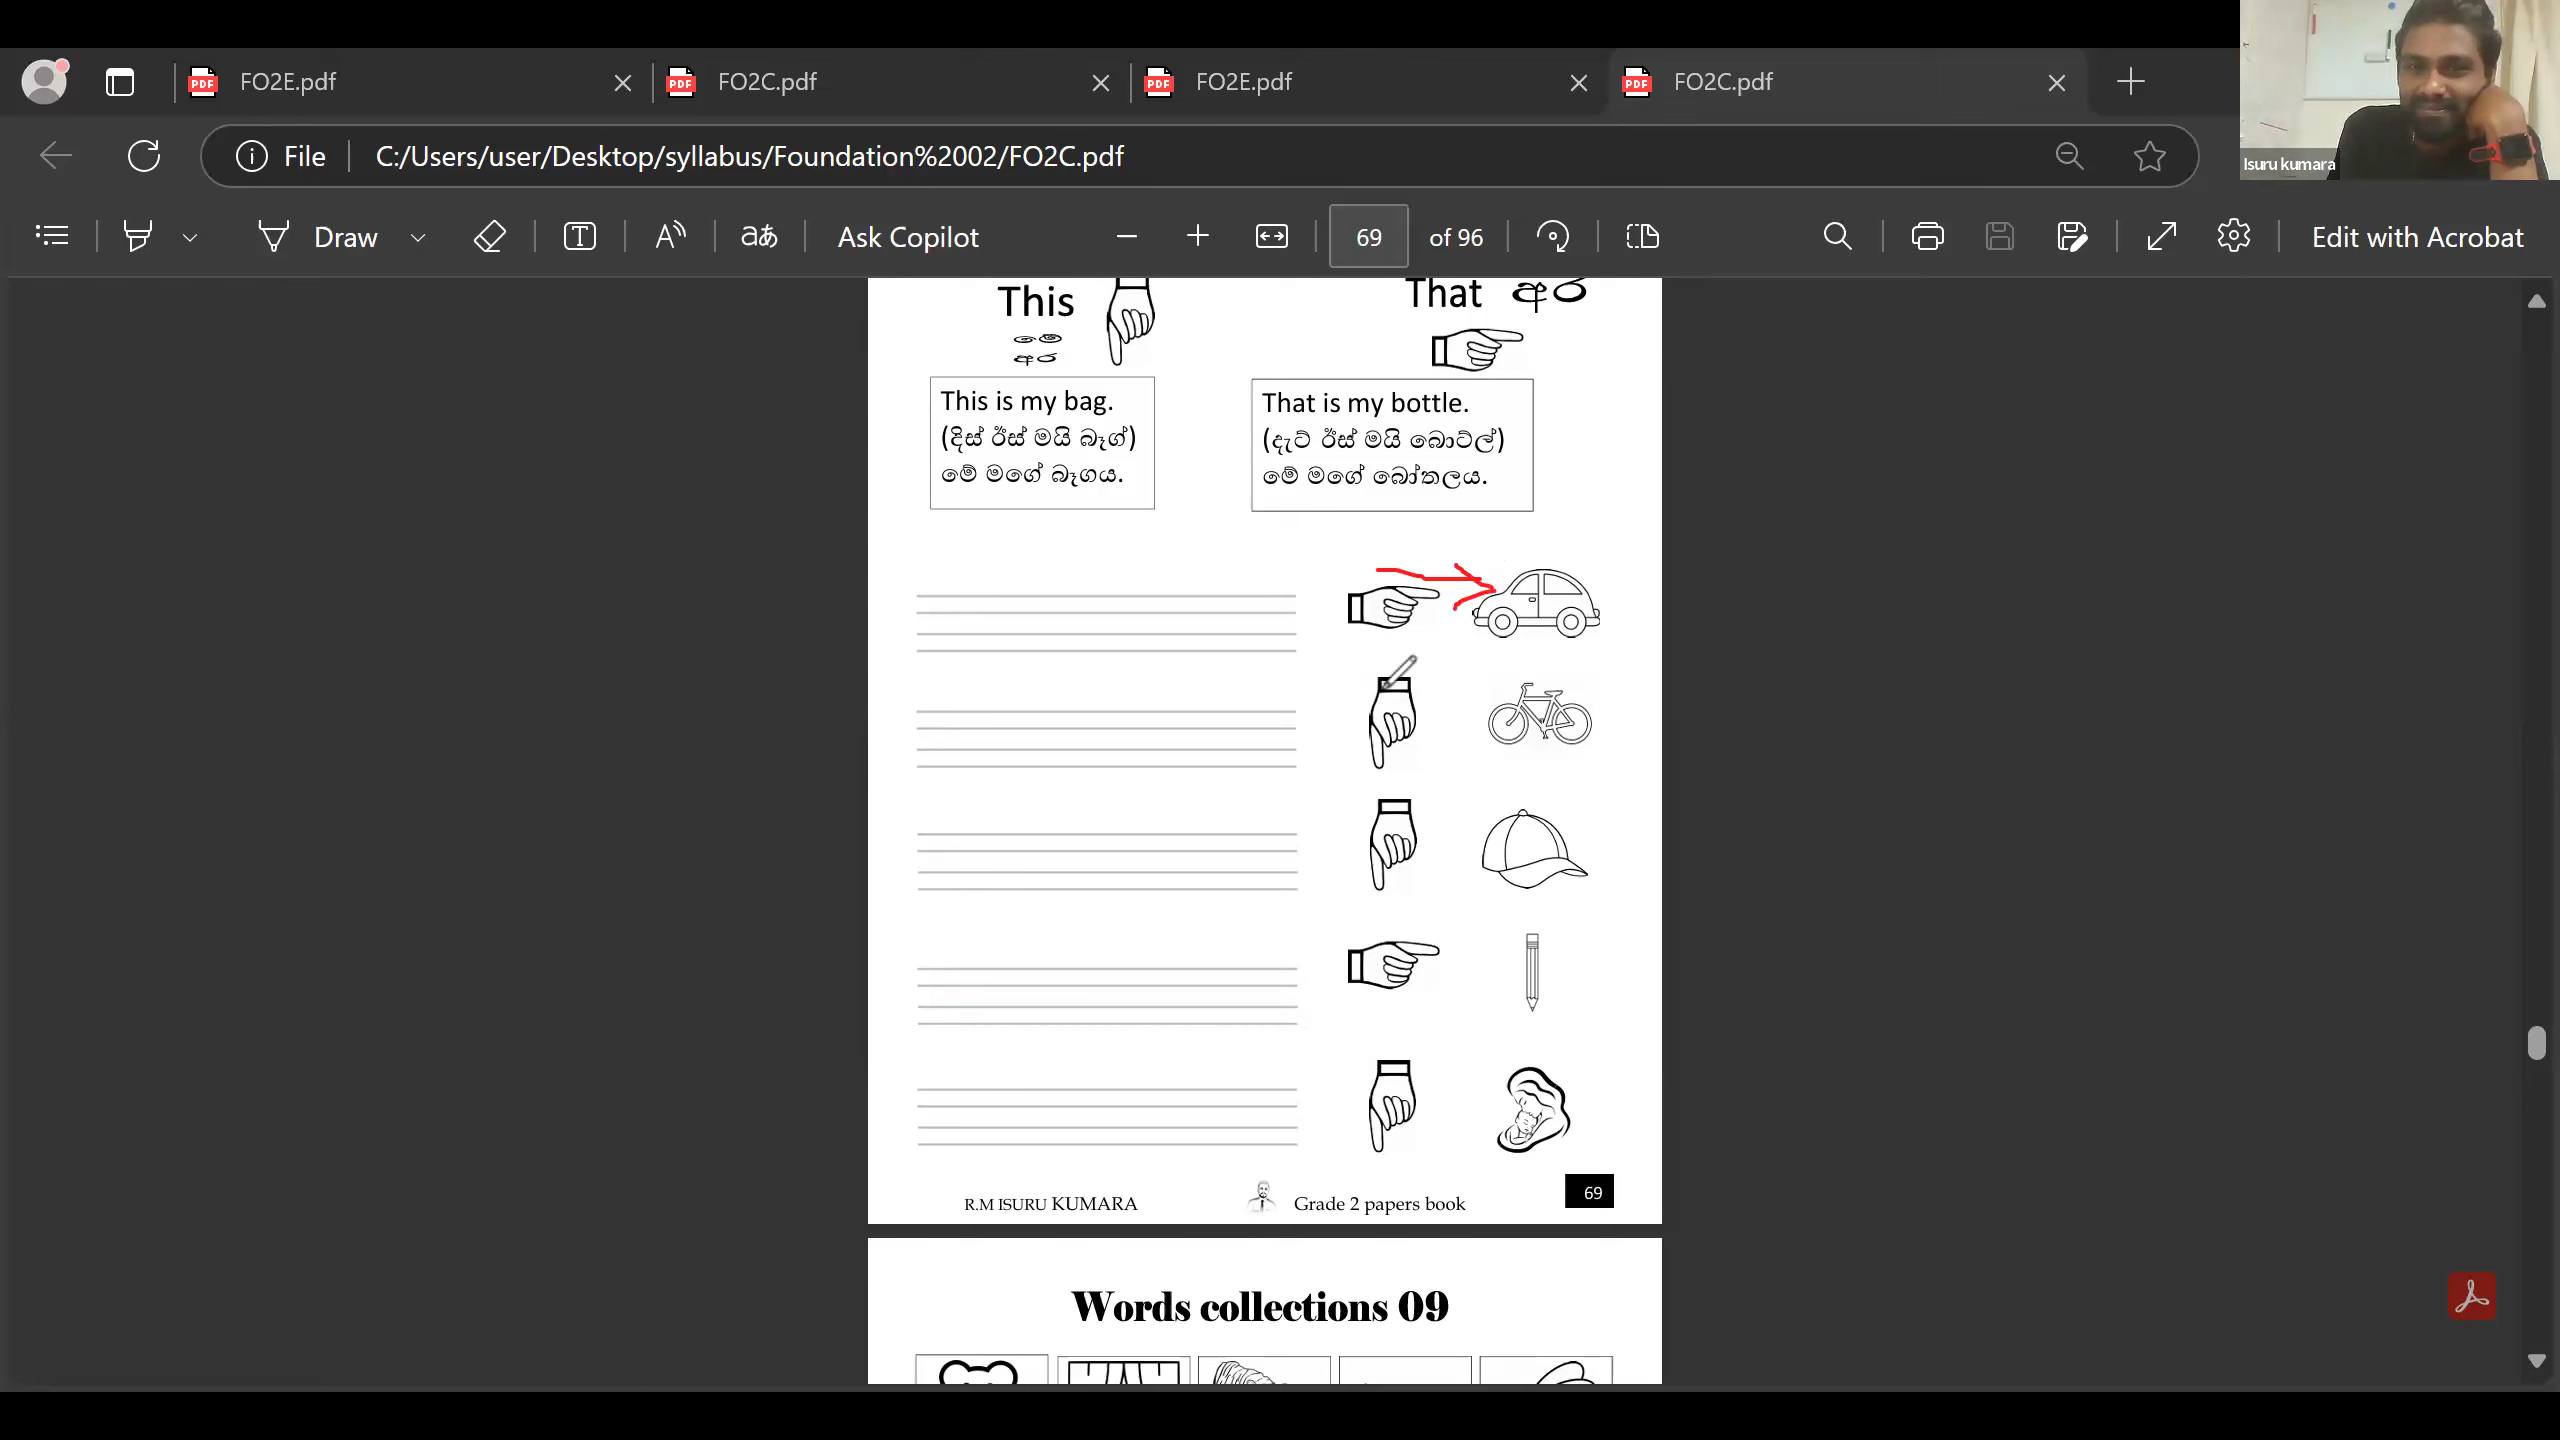 FO2E.pdf
FO2C.pdf
FO2E.pdf
FO2C.pdf
File
C:/Users/user/Desktop/syllabus/Foundation%2002/FO2C.pdf
Isuru kumara
Draw
Ask Copilot
69
of 96
Edit with Acrobat
This
මේ
අර
That අර
This is my bag.
(දිස් ඊස් මයි බෑග්)
මේ මගේ බෑගය.
That is my bottle.
(දැට් ඊස් මයි බොට්ල්)
මේ මගේ බෝතලය.
R.M ISURU KUMARA
Grade 2 papers book
69
Words collections 09